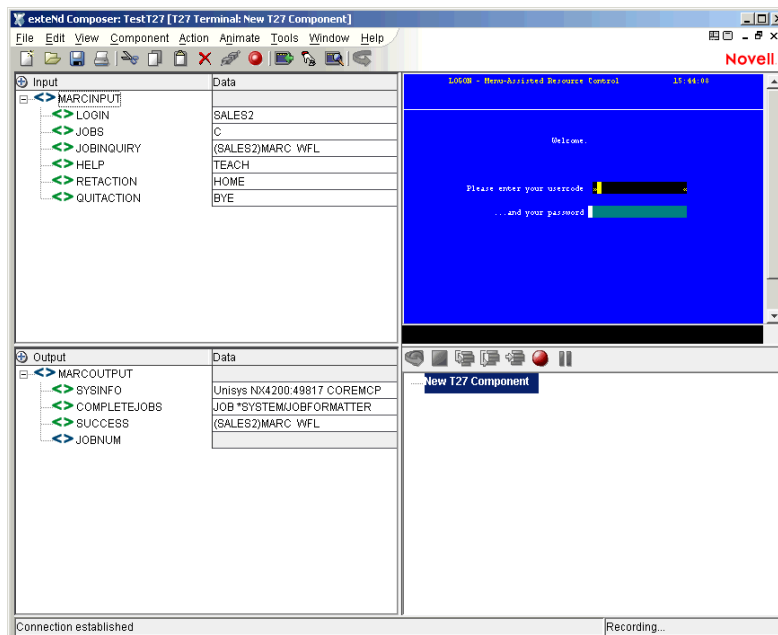 exteNd Composer: TestT27 [T27 Terminal: New T27 Component]
File Edit View Component Action Animate Tools Window Help
Novell
Input Data
MARCINPUT
LOGIN SALES2
JOBS C
JOBINQUIRY (SALES2)MARC WFL
HELP TEACH
RETACTION HOME
QUITACTION BYE
LOGON - Menu-Assisted Resource Control 15:44:08
Welcome.
Please enter your usercode
...and your password
Output Data
MARCOUTPUT
SYSINFO Unisys NX4200:49817 COREMCP
COMPLETEJOBS JOB *SYSTEM/JOBFORMATTER
SUCCESS (SALES2)MARC WFL
JOBNUM
New T27 Component
Connection established Recording...